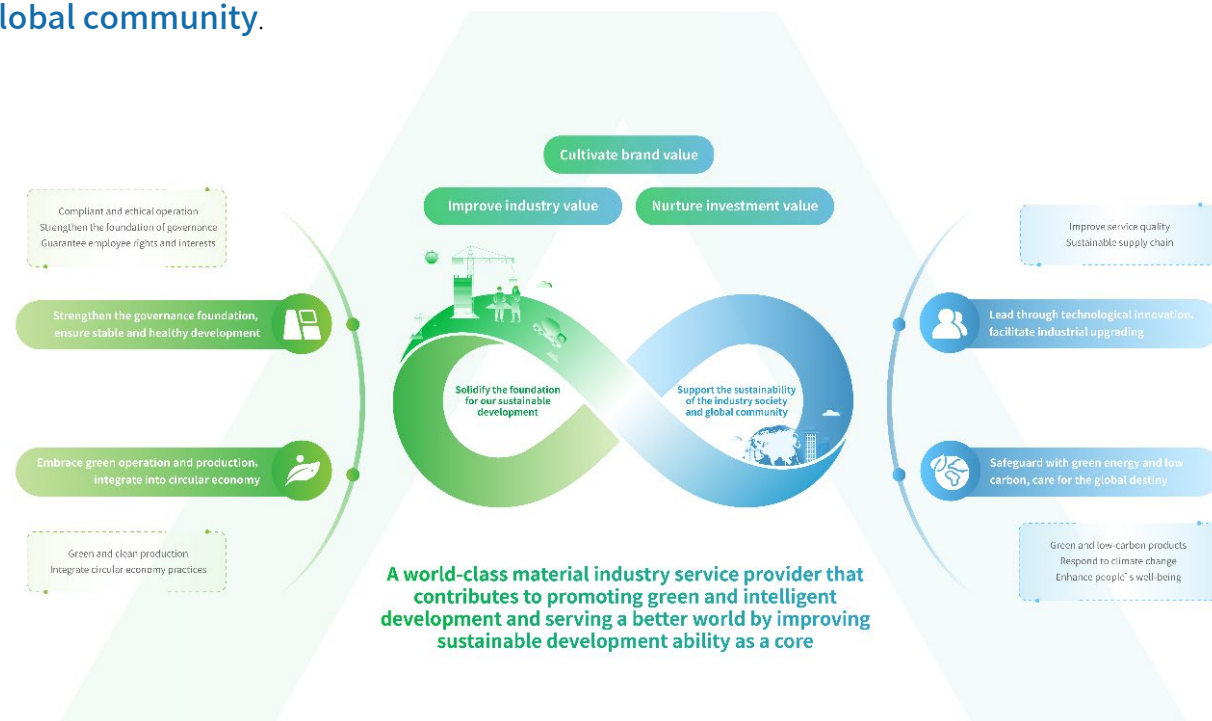 lobal community.
Cultivate brand value
Improve industry value
Nurture investment value
Compliant and ethical operation
Strengthen the foundation of governance
Guarantee employee rights and interests
Strengthen the governance foundation,
ensure stable and healthy development
Embrace green operation and production,
integrate into circular economy
Green and clean production
Integrate circular economy practices
Solidify the foundation
for our sustainable
development
Support the sustainability
of the industry society
and global community
Improve service quality
Sustainable supply chain
Lead through technological innovation,
facilitate industrial upgrading
Safeguard with green energy and low
carbon, care for the global destiny
Green and low-carbon products
Respond to climate change
Enhance people`s well-being
A world-class material industry service provider that
contributes to promoting green and intelligent
development and serving a better world by improving
sustainable development ability as a core